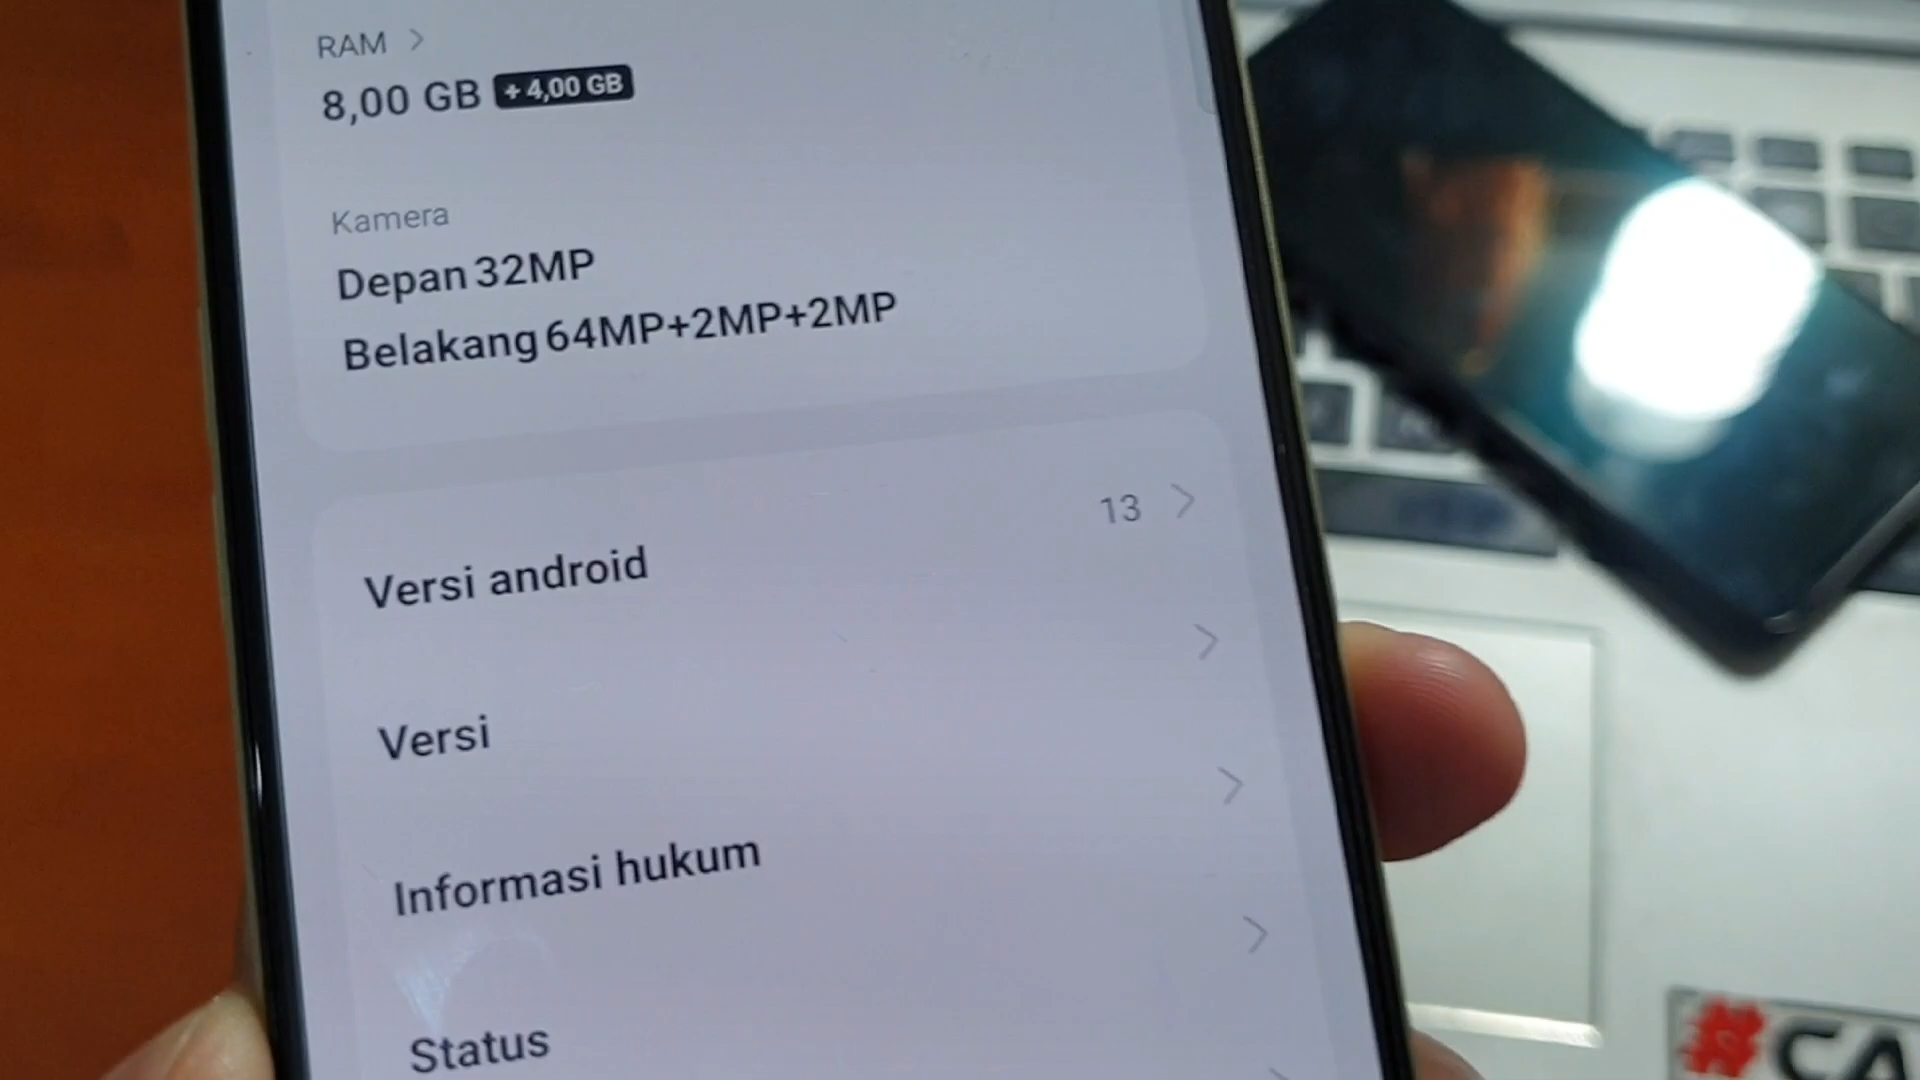 RAM
8,00 GB + 4,00 GB
Kamera
Depan 32MP
Belakang 64MP+2MP+2MP
Versi android 13
Versi
Informasi hukum
Status
#CA